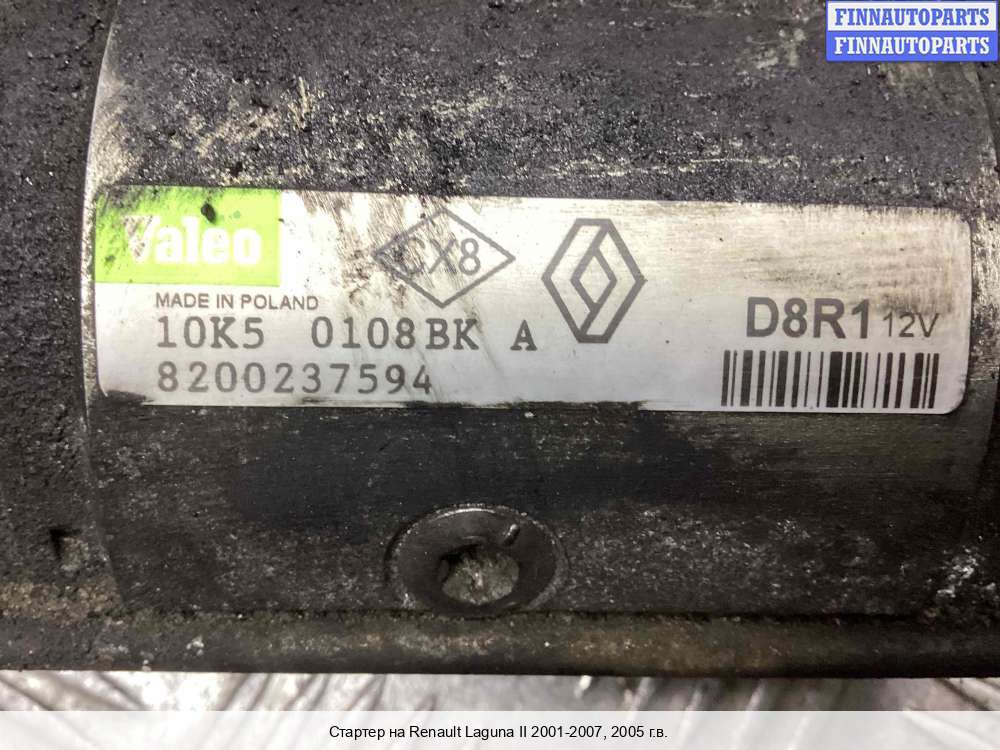 FINNAUTOPARTS
FINNAUTOPARTS
Valeo
CX8
MADE IN POLAND
10K5 0108BK A
D8R1 12V
8200237594
Стартер на Renault Laguna II 2001-2007, 2005 г.в.